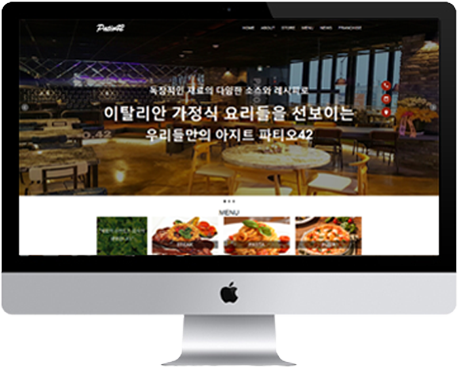 Patio42
HOME ABOUT STORE MENU NEWS FRANCHISE
독창적인 재료의 다양한 소스와 레시피로
이탈리안 가정식 요리들을 선보이는
우리들만의 아지트 파티오42
MENU
STEAK PASTA PIZZA